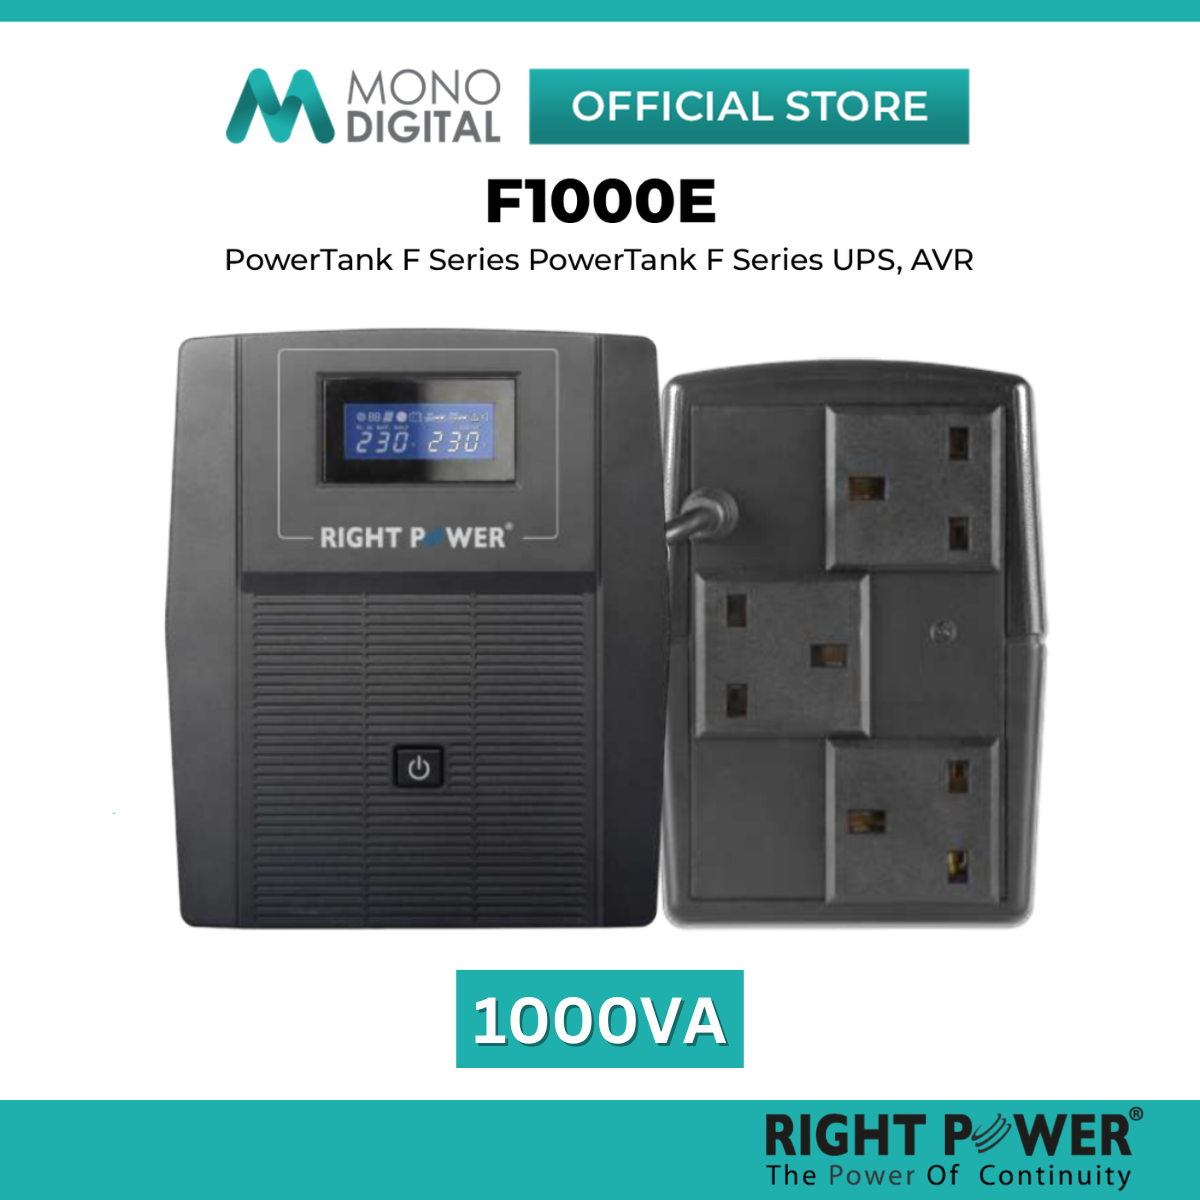 MONO
DIGITAL
OFFICIAL STORE
F1000E
PowerTank F Series PowerTank F Series UPS, AVR
230 230
RIGHT POWER®
1000VA
RIGHT POWER®
The Power Of Continuity